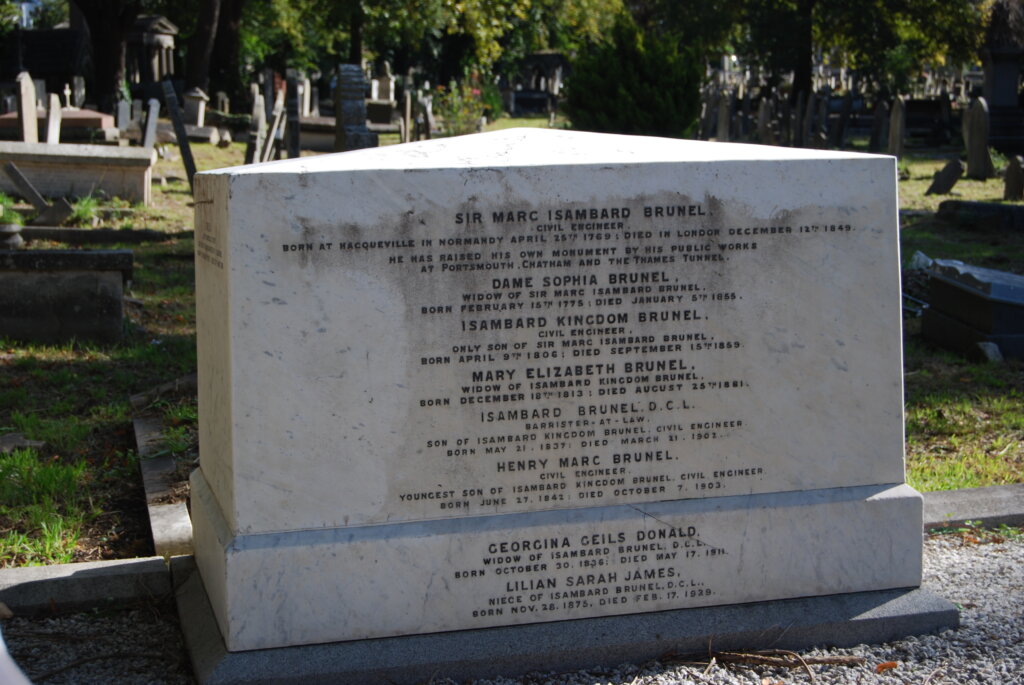 SIR MARC ISAMBARD BRUNEL.
CIVIL ENGINEER.
BORN AT HACQUEVILLE IN NORMANDY APRIL 25TH 1769; DIED IN LONDON DECEMBER 12TH 1849.
HE HAS RAISED HIS OWN MONUMENT BY HIS PUBLIC WORKS
AT PORTSMOUTH, CHATHAM AND THE THAMES TUNNEL.
DAME SOPHIA BRUNEL,
WIDOW OF SIR MARC ISAMBARD BRUNEL.
BORN FEBRUARY 15TH 1775; DIED JANUARY 5TH 1855.
ISAMBARD KINGDOM BRUNEL,
CIVIL ENGINEER,
ONLY SON OF SIR MARC ISAMBARD BRUNEL.
BORN APRIL 9TH 1806; DIED SEPTEMBER 15TH 1859.
MARY ELIZABETH BRUNEL,
WIDOW OF ISAMBARD KINGDOM BRUNEL.
BORN DECEMBER 18TH 1813; DIED AUGUST 25TH 1881.
ISAMBARD BRUNEL, D.C.L.
BARRISTER-AT-LAW,
SON OF ISAMBARD KINGDOM BRUNEL, CIVIL ENGINEER.
BORN MAY 21. 1837; DIED MARCH 21. 1902.
HENRY MARC BRUNEL.
CIVIL ENGINEER.
YOUNGEST SON OF ISAMBARD KINGDOM BRUNEL, CIVIL ENGINEER.
BORN JUNE 27. 1842; DIED OCTOBER 7. 1903.
GEORGINA GEILS DONALD,
WIDOW OF ISAMBARD BRUNEL, D.C.L.
BORN OCTOBER 30. 1836; DIED MAY 17. 1911.
LILIAN SARAH JAMES,
NIECE OF ISAMBARD BRUNEL, D.C.L.,
BORN NOV. 28. 1875, DIED FEB. 17. 1939.